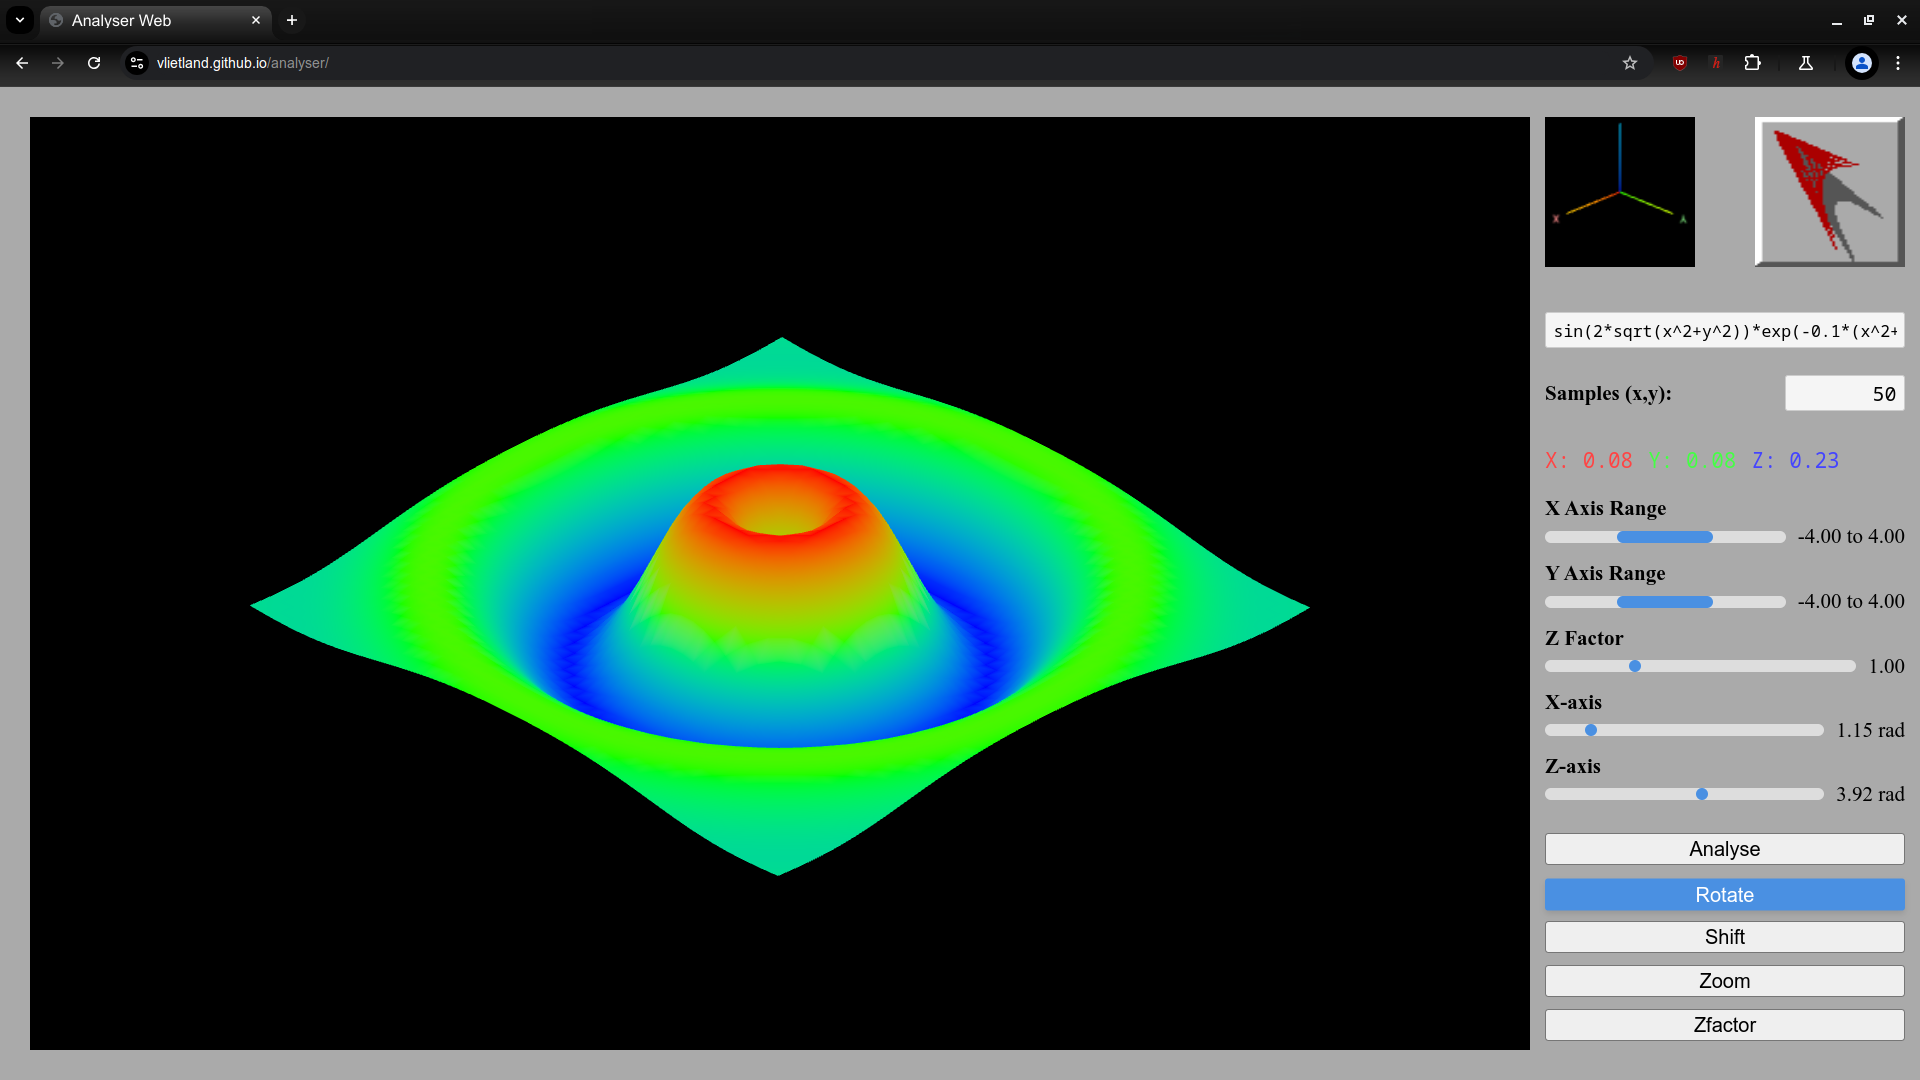 Analyser Web
vlietland.github.io/analyser/
X
sin(2*sqrt(x^2+y^2))*exp(-0.1*(x^2+
Samples (x,y):
50
X: 0.08 Y: 0.08 Z: 0.23
X Axis Range
-4.00 to 4.00
Y Axis Range
-4.00 to 4.00
Z Factor
1.00
X-axis
1.15 rad
Z-axis
3.92 rad
Analyse
Rotate
Shift
Zoom
Zfactor